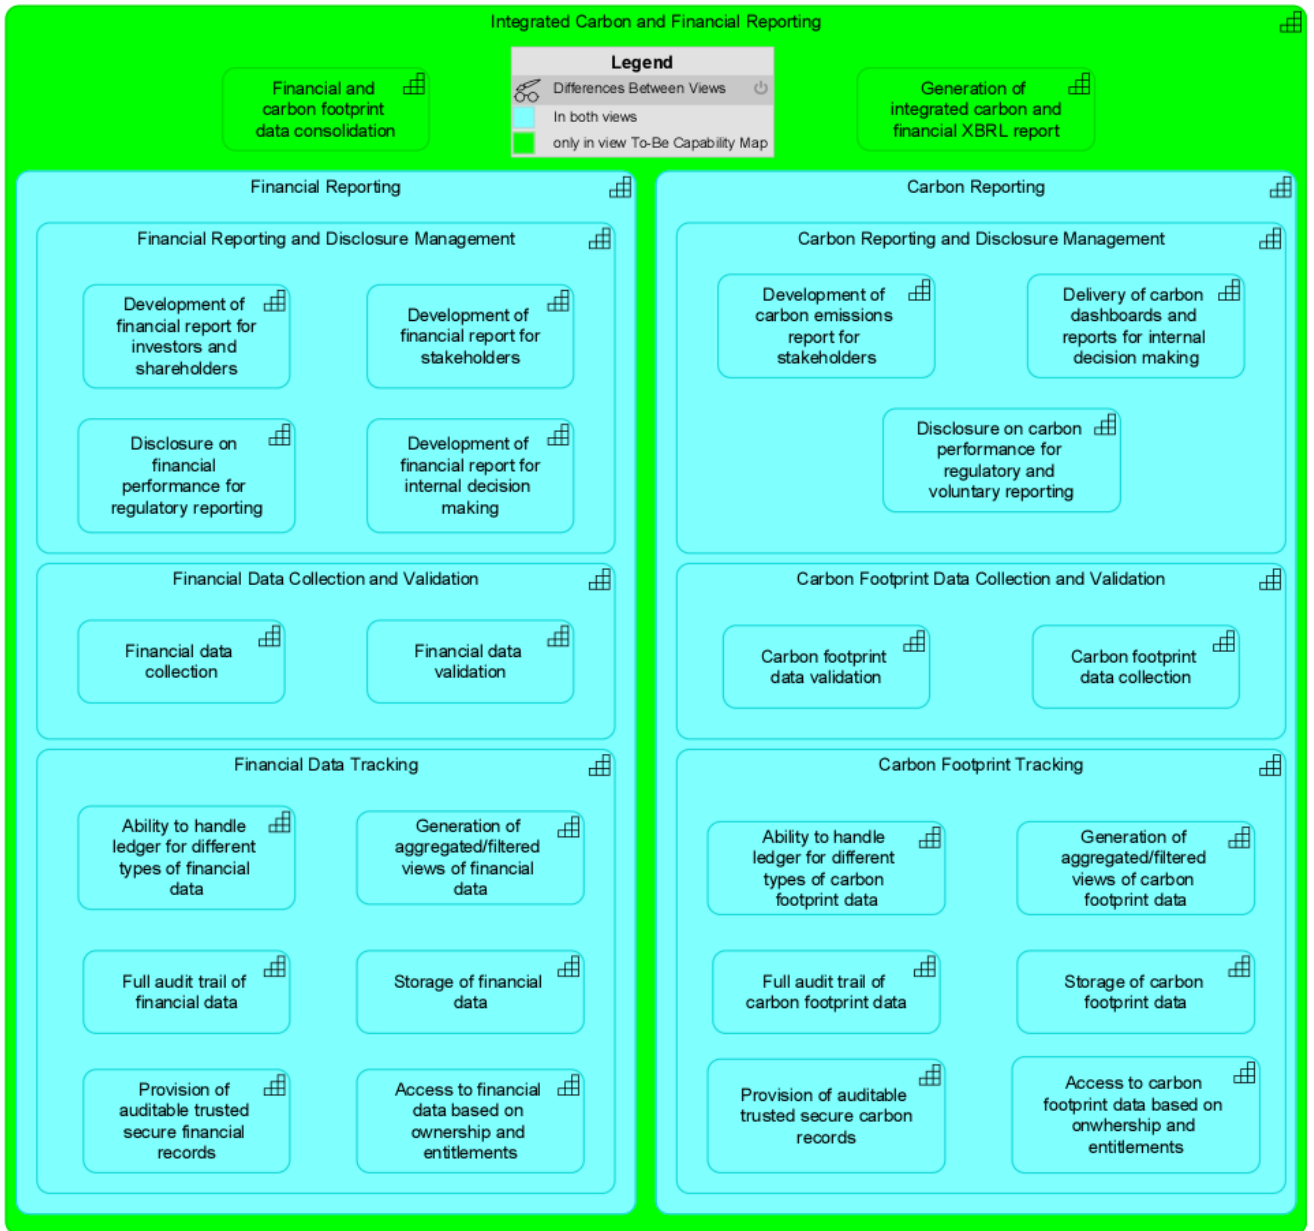 Integrated Carbon and Financial Reporting
Financial and
carbon footprint
data consolidation
Legend
Differences Between Views
In both views
only in view To-Be Capability Map
Generation of
integrated carbon and
financial XBRL report
Financial Reporting
Financial Reporting and Disclosure Management
Development of
financial report for
investors and
shareholders
Development of
financial report for
stakeholders
Disclosure on
financial
performance for
regulatory reporting
Development of
financial report for
internal decision
making
Financial Data Collection and Validation
Financial data
collection
Financial data
validation
Financial Data Tracking
Ability to handle
ledger for different
types of financial
data
Generation of
aggregated/filtered
views of financial
data
Full audit trail of
financial data
Storage of financial
data
Provision of
auditable trusted
secure financial
records
Access to financial
data based on
ownership and
entitlements
Carbon Reporting
Carbon Reporting and Disclosure Management
Development of
carbon emissions
report for
stakeholders
Delivery of carbon
dashboards and
reports for internal
decision making
Disclosure on carbon
performance for
regulatory and
voluntary reporting
Carbon Footprint Data Collection and Validation
Carbon footprint
data validation
Carbon footprint
data collection
Carbon Footprint Tracking
Ability to handle
ledger for different
types of carbon
footprint data
Generation of
aggregated/filtered
views of carbon
footprint data
Full audit trail of
carbon footprint data
Storage of carbon
footprint data
Provision of auditable
trusted secure carbon
records
Access to carbon
footprint data based on
onwhership and
entitlements